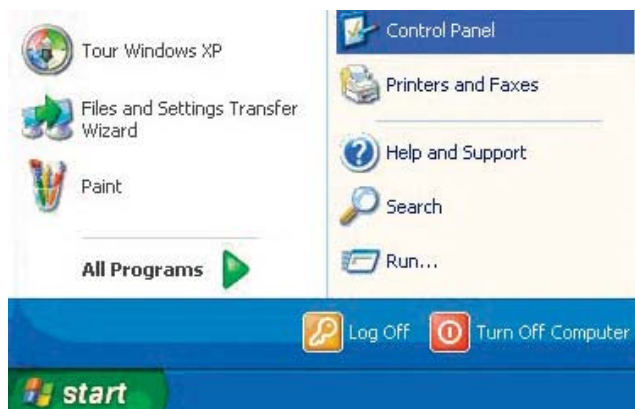 Tour Windows XP
Files and Settings Transfer
Wizard
Paint
All Programs
Control Panel
Printers and Faxes
Help and Support
Search
Run...
Log Off
Turn Off Computer
start